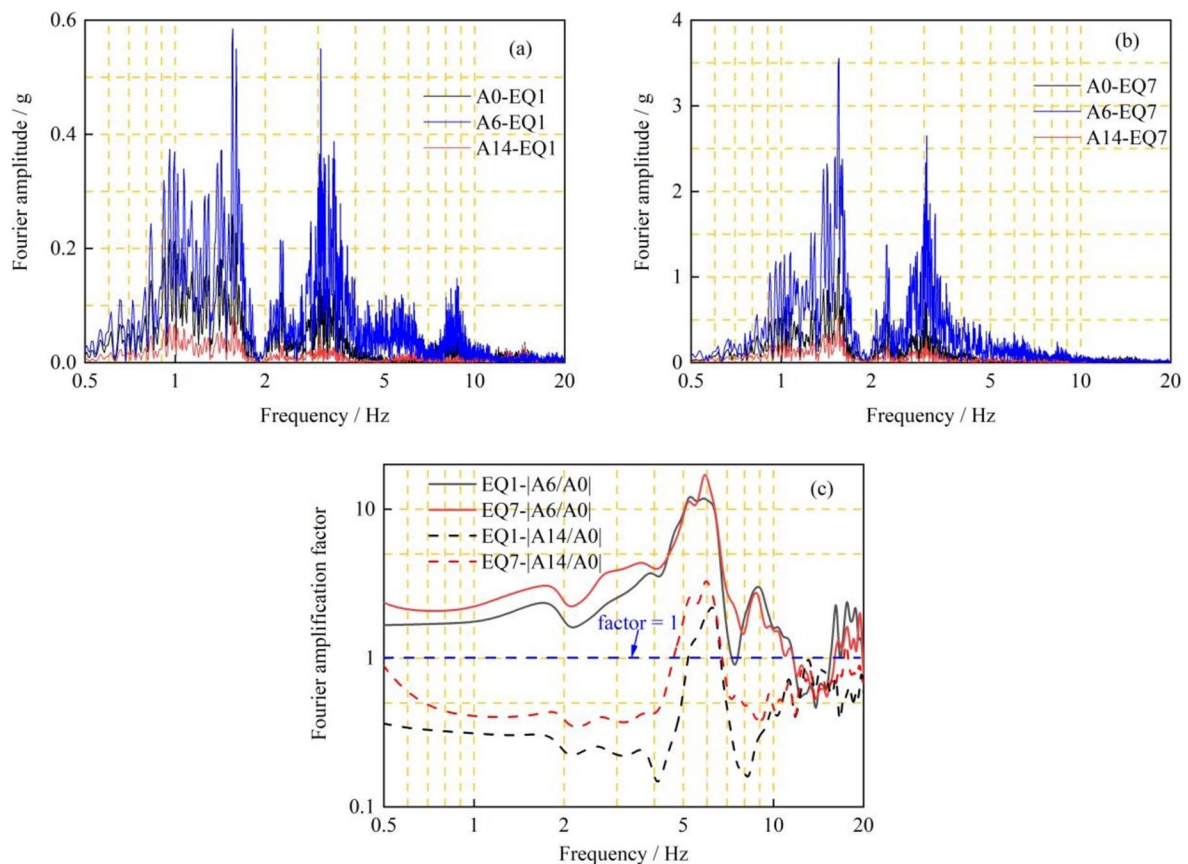 (a)
A0-EQ1
A6-EQ1
A14-EQ1
Fourier amplitude / g
0.6
0.4
0.2
0.0
0.5 1 2 5 10 20
Frequency / Hz
(b)
A0-EQ7
A6-EQ7
A14-EQ7
Fourier amplitude / g
4
3
2
1
0
0.5 1 2 5 10 20
Frequency / Hz
(c)
EQ1-|A6/A0|
EQ7-|A6/A0|
EQ1-|A14/A0|
EQ7-|A14/A0|
factor = 1
Fourier amplification factor
10
1
0.1
0.5 1 2 5 10 20
Frequency / Hz